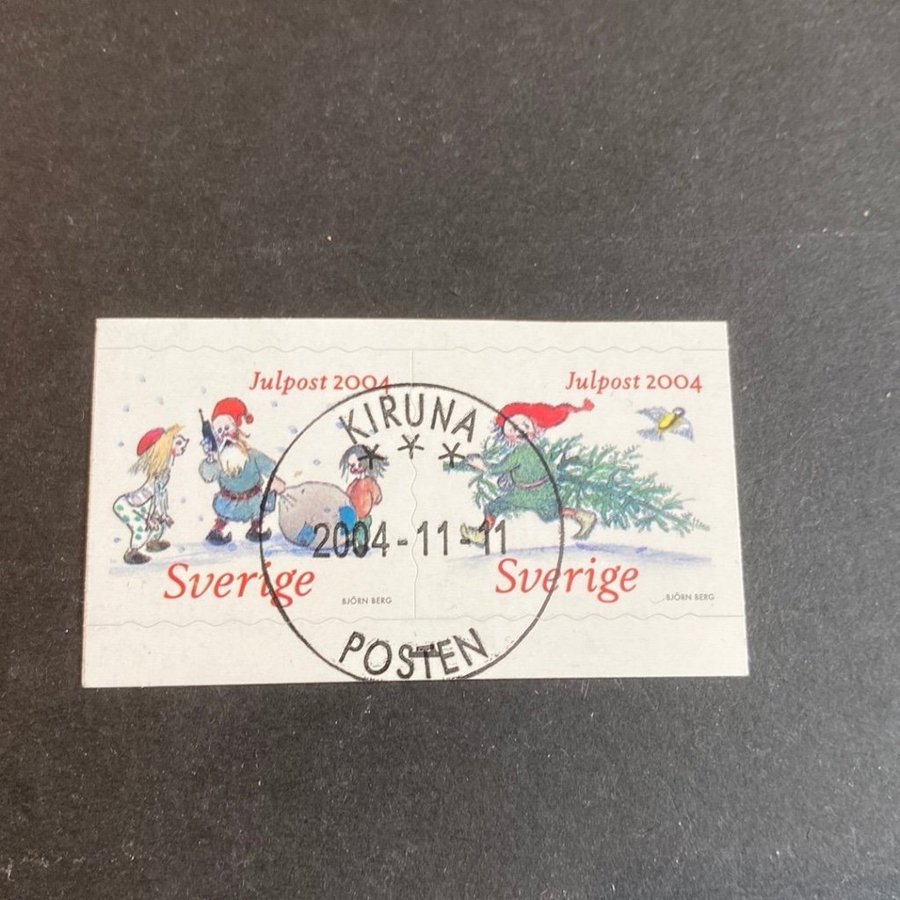 Julpost 2004
Sverige
BJÖRN BERG
Julpost 2004
Sverige
BJÖRN BERG
KIRUNA
2004-11-11
POSTEN